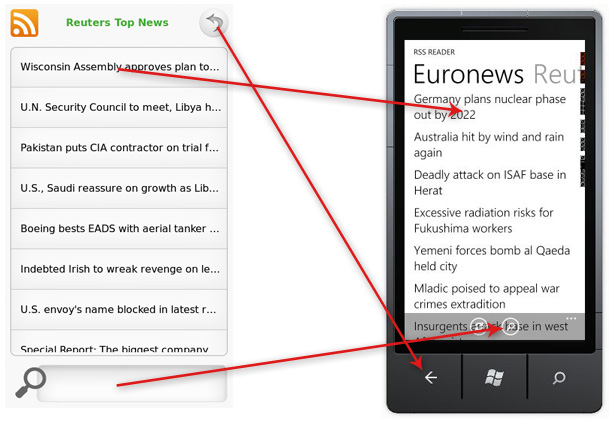 Reuters Top News
Wisconsin Assembly approves plan to...
U.N. Security Council to meet, Libya h...
Pakistan puts CIA contractor on trial f...
U.S., Saudi reassure on growth as Lib...
Boeing bests EADS with aerial tanker ...
Indebted Irish to wreak revenge on le...
U.S. envoy's name blocked in latest r...
Special Report: The biggest company
RSS READER
Euronews Reut
Germany plans nuclear phase
out by 2022
Australia hit by wind and rain
again
Deadly attack on ISAF base in
Herat
Excessive radiation risks for
Fukushima workers
Yemeni forces bomb al Qaeda
held city
Mladic poised to appeal war
crimes extradition
Insurgents attack base in west
...